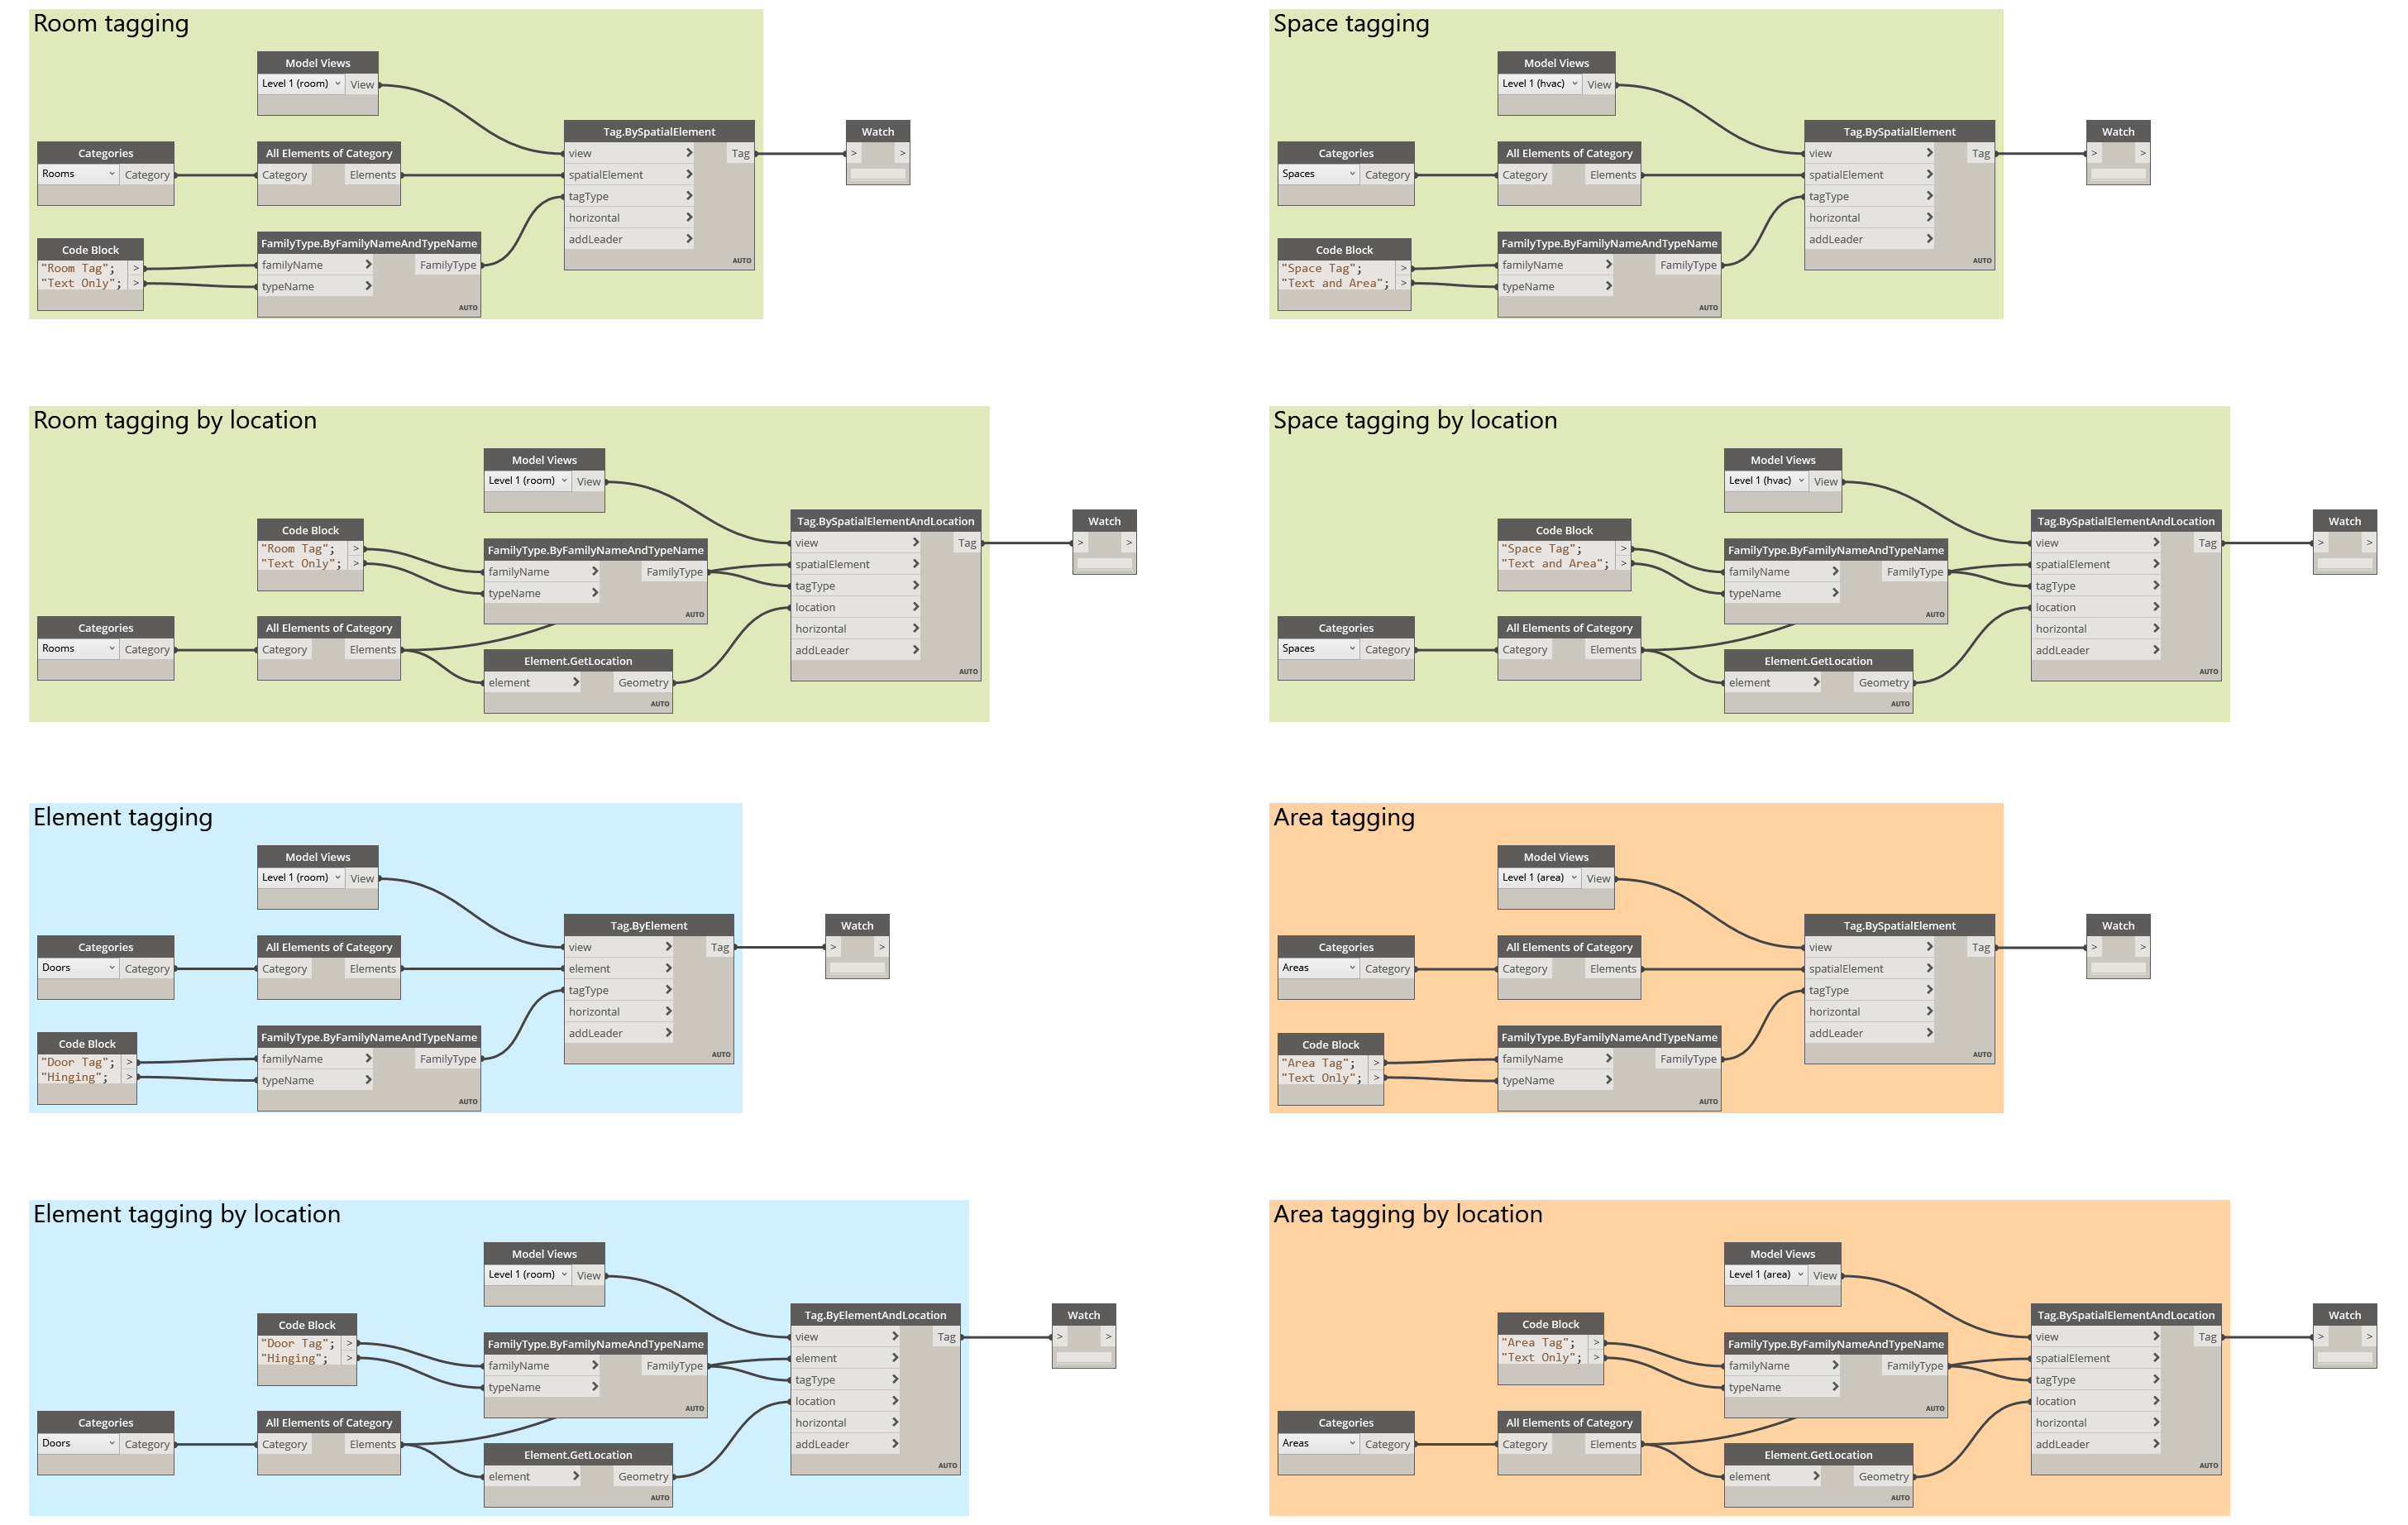 Room tagging
Model Views
Level 1 (room) View
Categories
Rooms Category
All Elements of Category
Category Elements
Code Block
"Room Tag"; >
"Text Only"; >
FamilyType.ByFamilyNameAndTypeName
familyName FamilyType
typeName
AUTO
Tag.BySpatialElement
view Tag
spatialElement
tagType
horizontal
addLeader
AUTO
Watch
> >
Space tagging
Model Views
Level 1 (hvac) View
Categories
Spaces Category
All Elements of Category
Category Elements
Code Block
"Space Tag"; >
"Text and Area"; >
FamilyType.ByFamilyNameAndTypeName
familyName FamilyType
typeName
AUTO
Tag.BySpatialElement
view Tag
spatialElement
tagType
horizontal
addLeader
AUTO
Watch
> >
Room tagging by location
Model Views
Level 1 (room) View
Code Block
"Room Tag"; >
"Text Only"; >
FamilyType.ByFamilyNameAndTypeName
familyName FamilyType
typeName
AUTO
Categories
Rooms Category
All Elements of Category
Category Elements
Element.GetLocation
element Geometry
AUTO
Tag.BySpatialElementAndLocation
view Tag
spatialElement
tagType
location
horizontal
addLeader
AUTO
Watch
> >
Space tagging by location
Model Views
Level 1 (hvac) View
Code Block
"Space Tag"; >
"Text and Area"; >
FamilyType.ByFamilyNameAndTypeName
familyName FamilyType
typeName
AUTO
Categories
Spaces Category
All Elements of Category
Category Elements
Element.GetLocation
element Geometry
AUTO
Tag.BySpatialElementAndLocation
view Tag
spatialElement
tagType
location
horizontal
addLeader
AUTO
Watch
> >
Element tagging
Model Views
Level 1 (room) View
Categories
Doors Category
All Elements of Category
Category Elements
Code Block
"Door Tag"; >
"Hinging"; >
FamilyType.ByFamilyNameAndTypeName
familyName FamilyType
typeName
AUTO
Tag.ByElement
view Tag
element
tagType
horizontal
addLeader
AUTO
Watch
> >
Area tagging
Model Views
Level 1 (area) View
Categories
Areas Category
All Elements of Category
Category Elements
Code Block
"Area Tag"; >
"Text Only"; >
FamilyType.ByFamilyNameAndTypeName
familyName FamilyType
typeName
AUTO
Tag.BySpatialElement
view Tag
spatialElement
tagType
horizontal
addLeader
AUTO
Watch
> >
Element tagging by location
Model Views
Level 1 (room) View
Code Block
"Door Tag"; >
"Hinging"; >
FamilyType.ByFamilyNameAndTypeName
familyName FamilyType
typeName
AUTO
Categories
Doors Category
All Elements of Category
Category Elements
Element.GetLocation
element Geometry
AUTO
Tag.ByElementAndLocation
view Tag
element
tagType
location
horizontal
addLeader
AUTO
Watch
> >
Area tagging by location
Model Views
Level 1 (area) View
Code Block
"Area Tag"; >
"Text Only"; >
FamilyType.ByFamilyNameAndTypeName
familyName FamilyType
typeName
AUTO
Categories
Areas Category
All Elements of Category
Category Elements
Element.GetLocation
element Geometry
AUTO
Tag.BySpatialElementAndLocation
view Tag
spatialElement
tagType
location
horizontal
addLeader
AUTO
Watch
> >